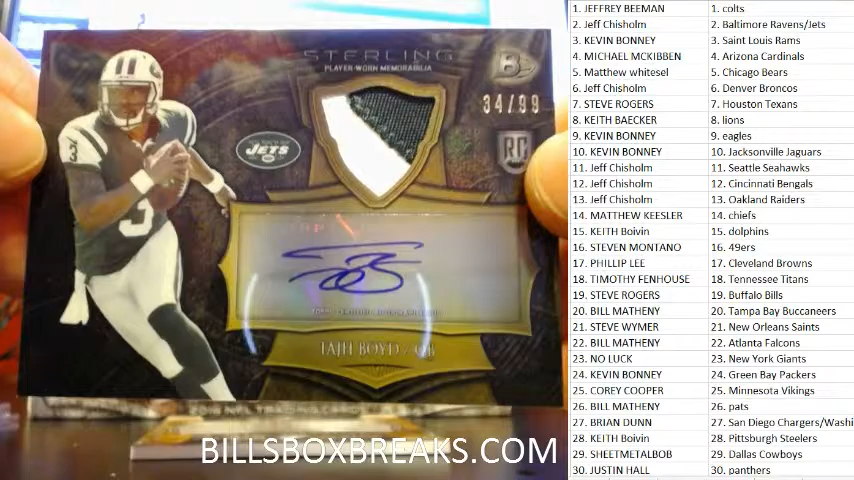 STERLING
PLAYER-WORN MEMORABILIA
B
34/99
JETS
RC
3
3
TAJH BOYD / QB
BILLSBOXBREAKS.COM
1. JEFFREY BEEMAN
2. Jeff Chisholm
3. KEVIN BONNEY
4. MICHAEL MCKIBBEN
5. Matthew whitesel
6. Jeff Chisholm
7. STEVE ROGERS
8. KEITH BAECKER
9. KEVIN BONNEY
10. KEVIN BONNEY
11. Jeff Chisholm
12. Jeff Chisholm
13. Jeff Chisholm
14. MATTHEW KEESLER
15. KEITH Boivin
16. STEVEN MONTANO
17. PHILLIP LEE
18. TIMOTHY FENHOUSE
19. STEVE ROGERS
20. BILL MATHENY
21. STEVE WYMER
22. BILL MATHENY
23. NO LUCK
24. KEVIN BONNEY
25. COREY COOPER
26. BILL MATHENY
27. BRIAN DUNN
28. KEITH Boivin
29. SHEETMETALBOB
30. JUSTIN HALL
1. colts
2. Baltimore Ravens/Jets
3. Saint Louis Rams
4. Arizona Cardinals
5. Chicago Bears
6. Denver Broncos
7. Houston Texans
8. lions
9. eagles
10. Jacksonville Jaguars
11. Seattle Seahawks
12. Cincinnati Bengals
13. Oakland Raiders
14. chiefs
15. dolphins
16. 49ers
17. Cleveland Browns
18. Tennessee Titans
19. Buffalo Bills
20. Tampa Bay Buccaneers
21. New Orleans Saints
22. Atlanta Falcons
23. New York Giants
24. Green Bay Packers
25. Minnesota Vikings
26. pats
27. San Diego Chargers/Washi
28. Pittsburgh Steelers
29. Dallas Cowboys
30. panthers